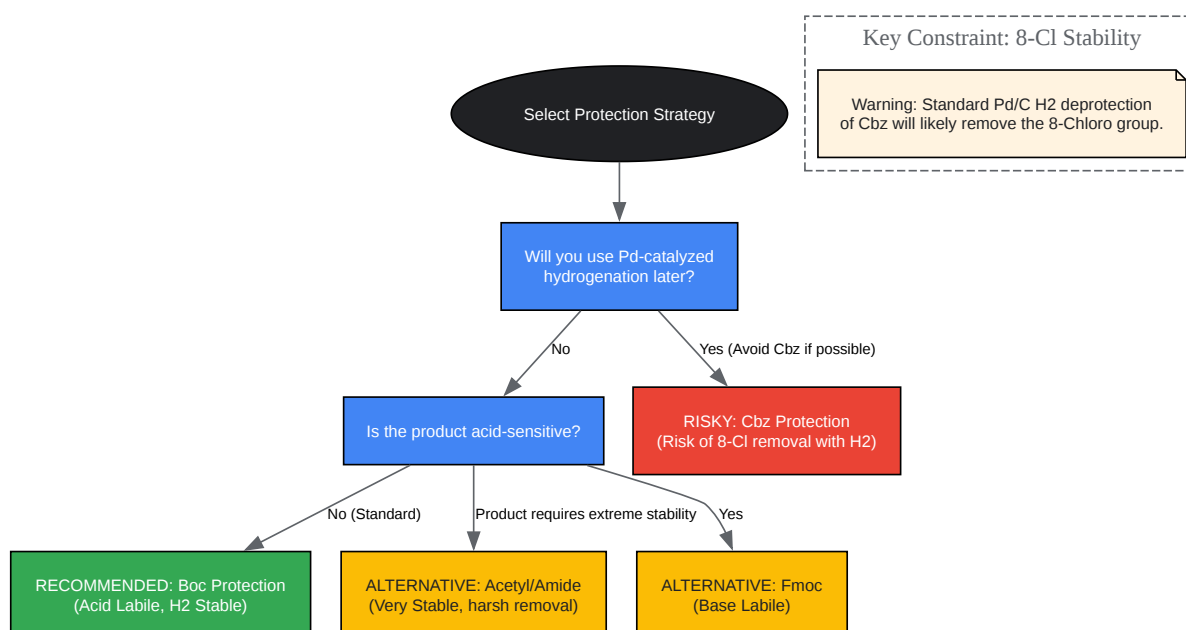 Key Constraint: 8-Cl Stability
Warning: Standard Pd/C H2 deprotection
of Cbz will likely remove the 8-Chloro group.
Select Protection Strategy
Will you use Pd-catalyzed
hydrogenation later?
No
Yes (Avoid Cbz if possible)
Is the product acid-sensitive?
RISKY: Cbz Protection
(Risk of 8-Cl removal with H2)
No (Standard)
Product requires extreme stability
Yes
RECOMMENDED: Boc Protection
(Acid Labile, H2 Stable)
ALTERNATIVE: Acetyl/Amide
(Very Stable, harsh removal)
ALTERNATIVE: Fmoc
(Base Labile)